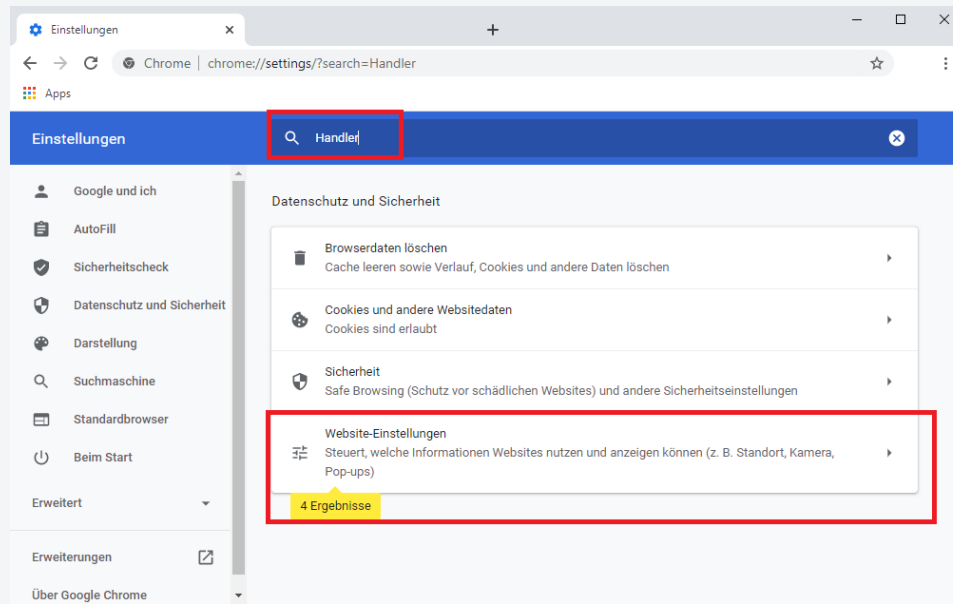 Einstellungen
Chrome | chrome://settings/?search=Handler
Apps
Einstellungen
Handler
Google und ich
AutoFill
Sicherheitscheck
Datenschutz und Sicherheit
Darstellung
Suchmaschine
Standardbrowser
Beim Start
Erweitert
Erweiterungen
Über Google Chrome
Datenschutz und Sicherheit
Browserdaten löschen
Cache leeren sowie Verlauf, Cookies und andere Daten löschen
Cookies und andere Websitedaten
Cookies sind erlaubt
Sicherheit
Safe Browsing (Schutz vor schädlichen Websites) und andere Sicherheitseinstellungen
Website-Einstellungen
Steuert, welche Informationen Websites nutzen und anzeigen können (z. B. Standort, Kamera,
Pop-ups)
4 Ergebnisse